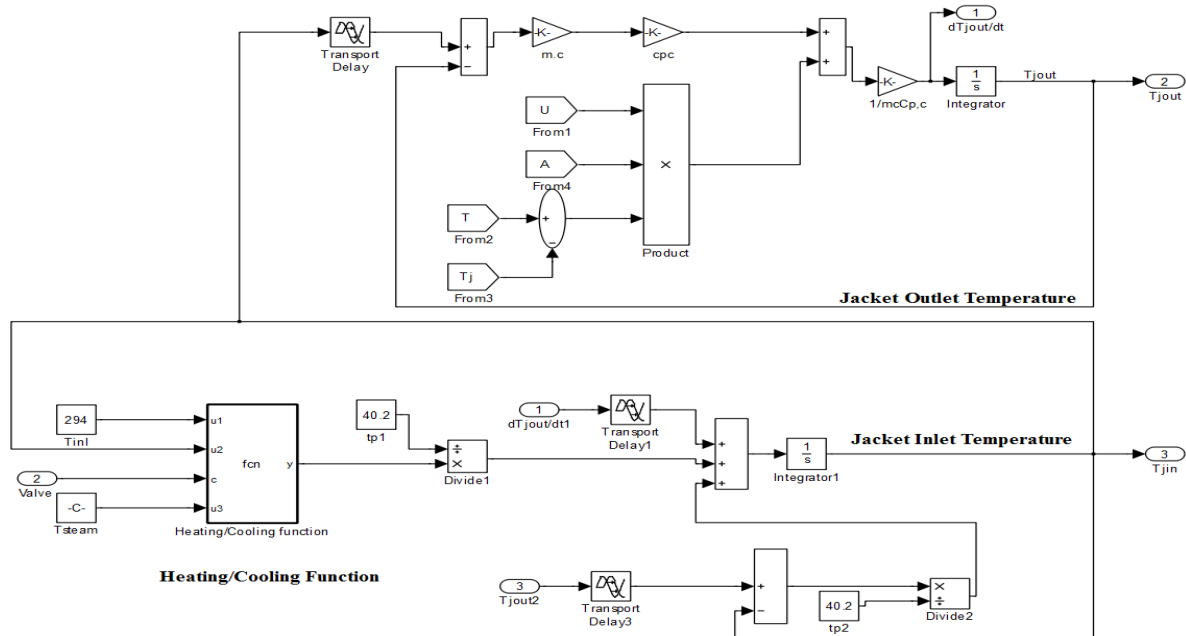 1
dTjout/dt
Transport
Delay
+
−
-K-
m.c
-K-
cpc
+
+
-K-
1/mcCp,c
1
s
Integrator
Tjout
2
Tjout
U
From1
A
From4
T
From2
+
−
Tj
From3
×
Product
Jacket Outlet Temperature
294
TinI
2
Valve
-C-
Tsteam
u1
u2
c
u3
fcn
y
Heating/Cooling function
Heating/Cooling Function
40.2
tp1
÷
×
Divide1
1
dTjout/dt1
Transport
Delay1
+
+
+
1
s
Integrator1
Jacket Inlet Temperature
3
Tjin
3
Tjout2
Transport
Delay3
+
−
40.2
tp2
×
÷
Divide2